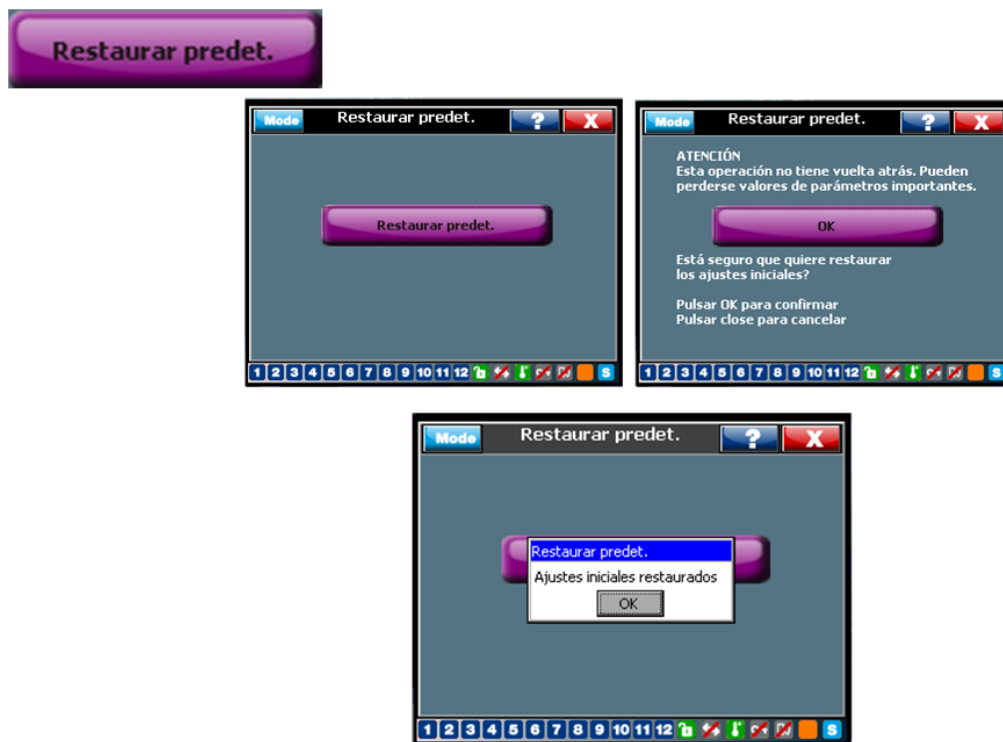 Restaurar predet.
Mode Restaurar predet. ? X
Restaurar predet.
1 2 3 4 5 6 7 8 9 10 11 12 S
Mode Restaurar predet. ? X
ATENCIÓN
Esta operación no tiene vuelta atrás. Pueden
perderse valores de parámetros importantes.
OK
Está seguro que quiere restaurar
los ajustes iniciales?
Pulsar OK para confirmar
Pulsar close para cancelar
1 2 3 4 5 6 7 8 9 10 11 12 S
Mode Restaurar predet. ? X
Restaurar predet.
Ajustes iniciales restaurados
OK
1 2 3 4 5 6 7 8 9 10 11 12 S